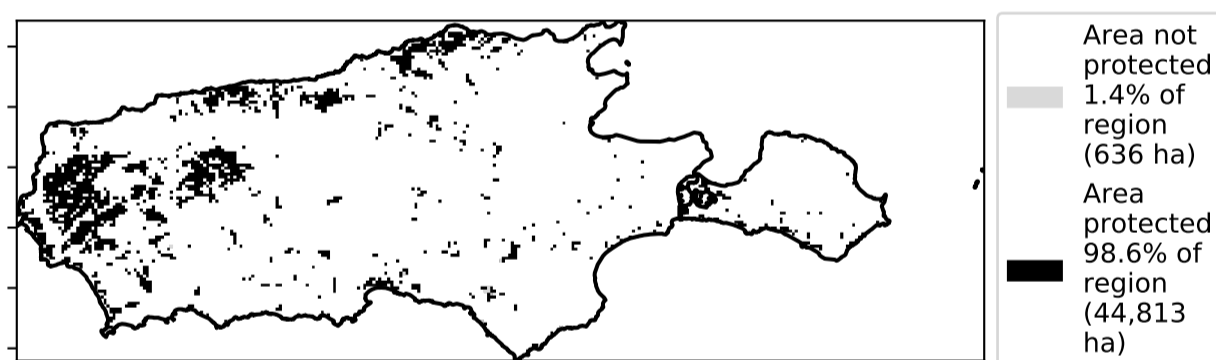 Area not
protected
1.4% of
region
(636 ha)
Area
protected
98.6% of
region
(44,813
ha)